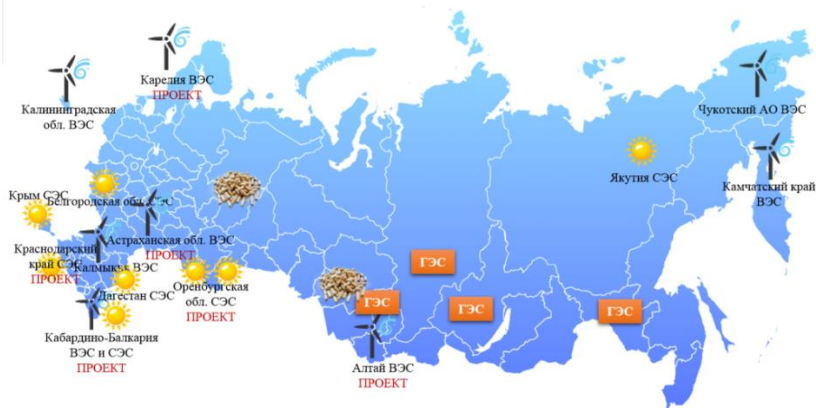 Карелия ВЭС
ПРОЕКТ
Калининградская
обл. ВЭС
Чукотский АО ВЭС
Якутия СЭС
Камчатский край
ВЭС
Крым СЭС
Белгородская обл. СЭС
Астраханская обл. ВЭС
ПРОЕКТ
Краснодарский
край СЭС
ПРОЕКТ
Калмыкия ВЭС
Дагестан СЭС
Оренбургская
обл. СЭС
ПРОЕКТ
Кабардино-Балкария
ВЭС и СЭС
ПРОЕКТ
ГЭС
ГЭС
ГЭС
ГЭС
Алтай ВЭС
ПРОЕКТ